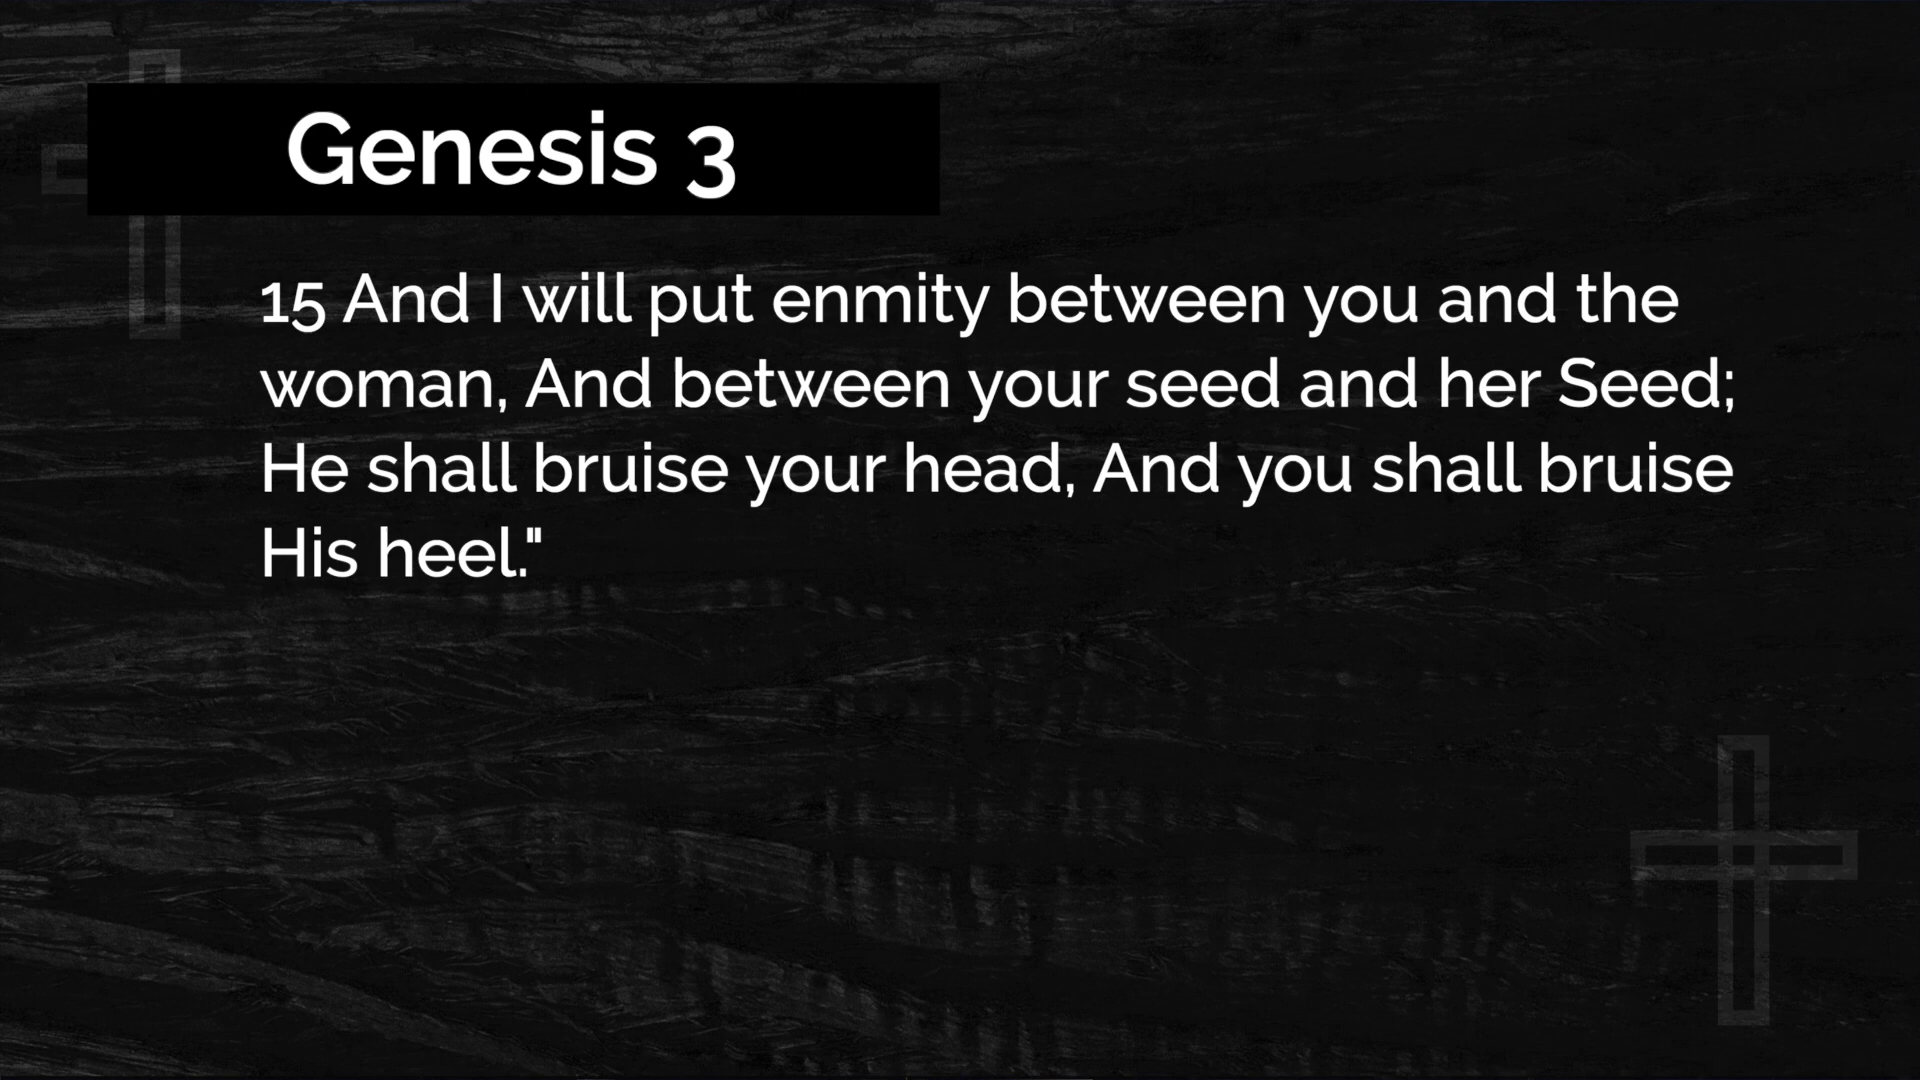 Genesis 3
15 And I will put enmity between you and the
woman, And between your seed and her Seed;
He shall bruise your head, And you shall bruise
His heel."